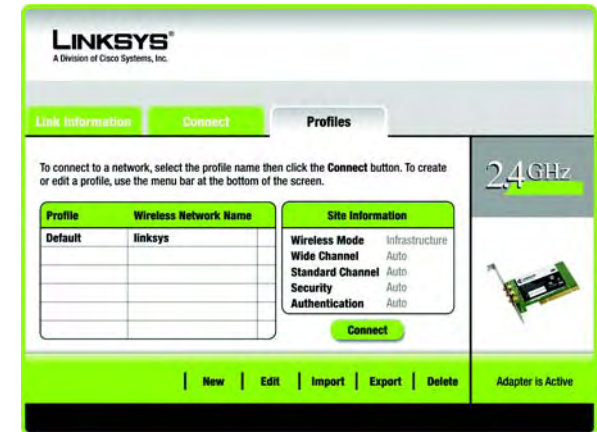 LINKSYS®
A Division of Cisco Systems, Inc.
Link Information Connect Profiles
To connect to a network, select the profile name then click the Connect button. To create
or edit a profile, use the menu bar at the bottom of the screen.
2.4GHz
Profile Wireless Network Name
Default linksys
Site Information
Wireless Mode Infrastructure
Wide Channel Auto
Standard Channel Auto
Security Auto
Authentication Auto
Connect
New Edit Import Export Delete
Adapter is Active